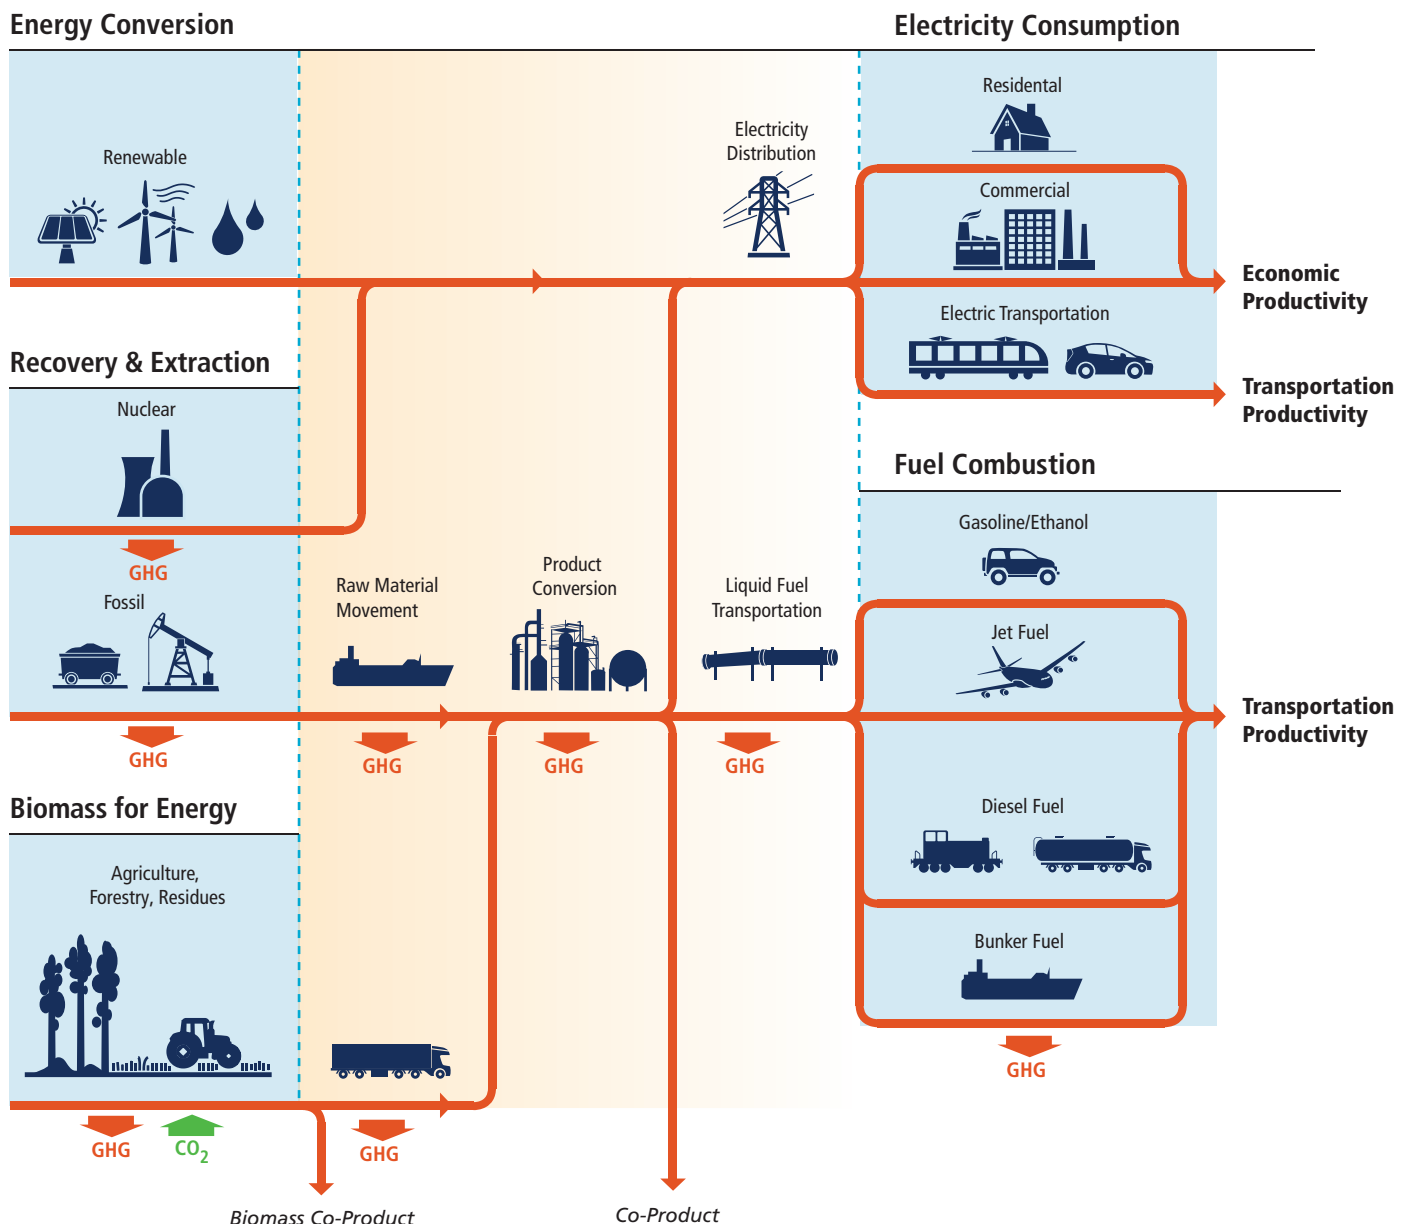 Energy Conversion
Electricity Consumption
Renewable
Electricity
Distribution
Residental
Commercial
Economic
Productivity
Electric Transportation
Transportation
Productivity
Recovery & Extraction
Nuclear
GHG
Fossil
GHG
Raw Material
Movement
GHG
Product
Conversion
GHG
Liquid Fuel
Transportation
GHG
Fuel Combustion
Gasoline/Ethanol
Jet Fuel
Transportation
Productivity
Diesel Fuel
Bunker Fuel
GHG
Biomass for Energy
Agriculture,
Forestry, Residues
GHG
CO2
GHG
Biomass Co-Product
Co-Product